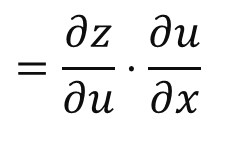 = ∂z/∂u · ∂u/∂x